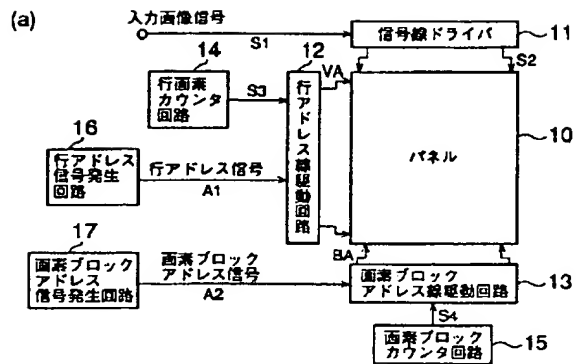 (a)
入力画像信号
S1
信号線ドライバ
11
S2
14
行画素
カウンタ
回路
S3
12
VA
行アドレス線駆動回路
パネル
10
16
行アドレス
信号発生
回路
行アドレス信号
A1
17
画素ブロック
アドレス
信号発生回路
画素ブロック
アドレス信号
A2
BA
画素ブロック
アドレス線駆動回路
13
S4
画素ブロック
カウンタ回路
15